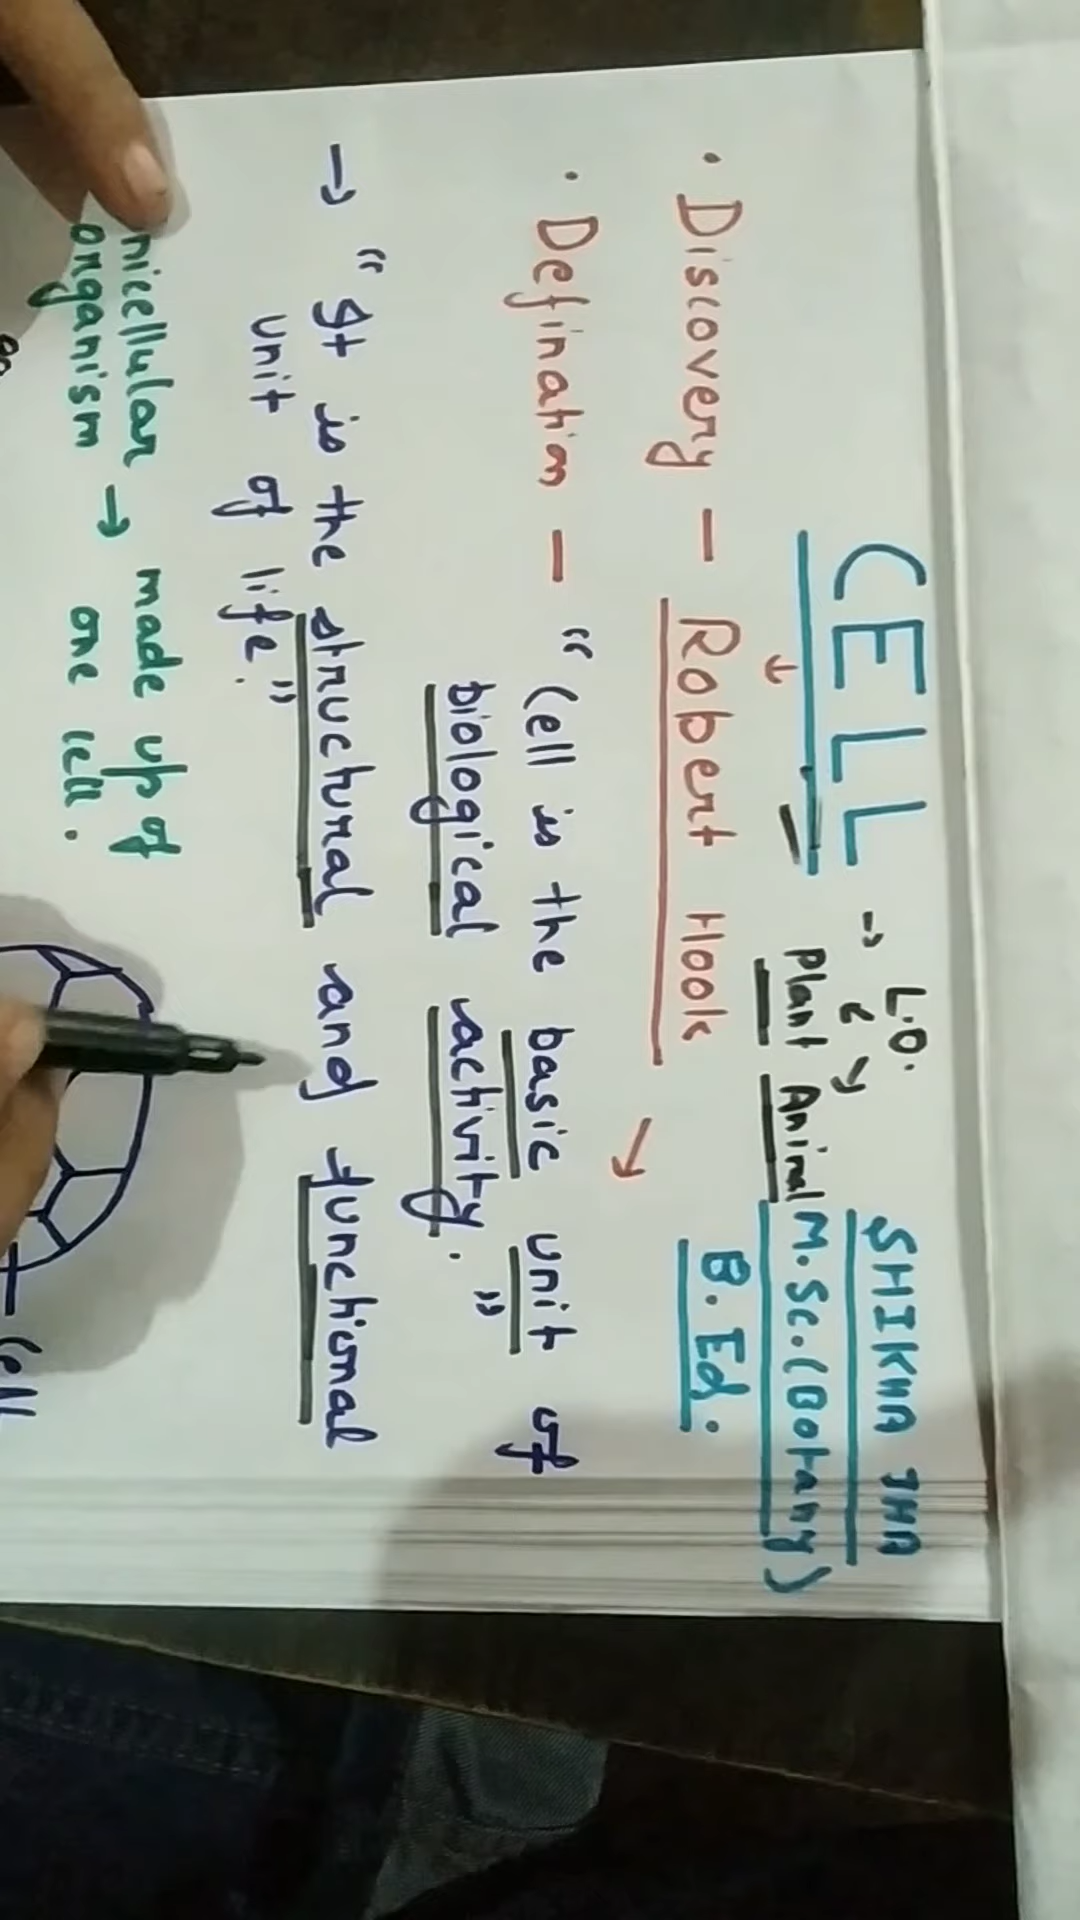 CELL → L.O.
Plant Animal
SHIKHA JHA
M.Sc. (Botany)
B. Ed.
• Discovery - Robert Hook
• Defination - "Cell is the basic unit of
biological activity."
→ "It is the structural and functional
unit of life."
nicellular → made up of
organism one cell.
Cell